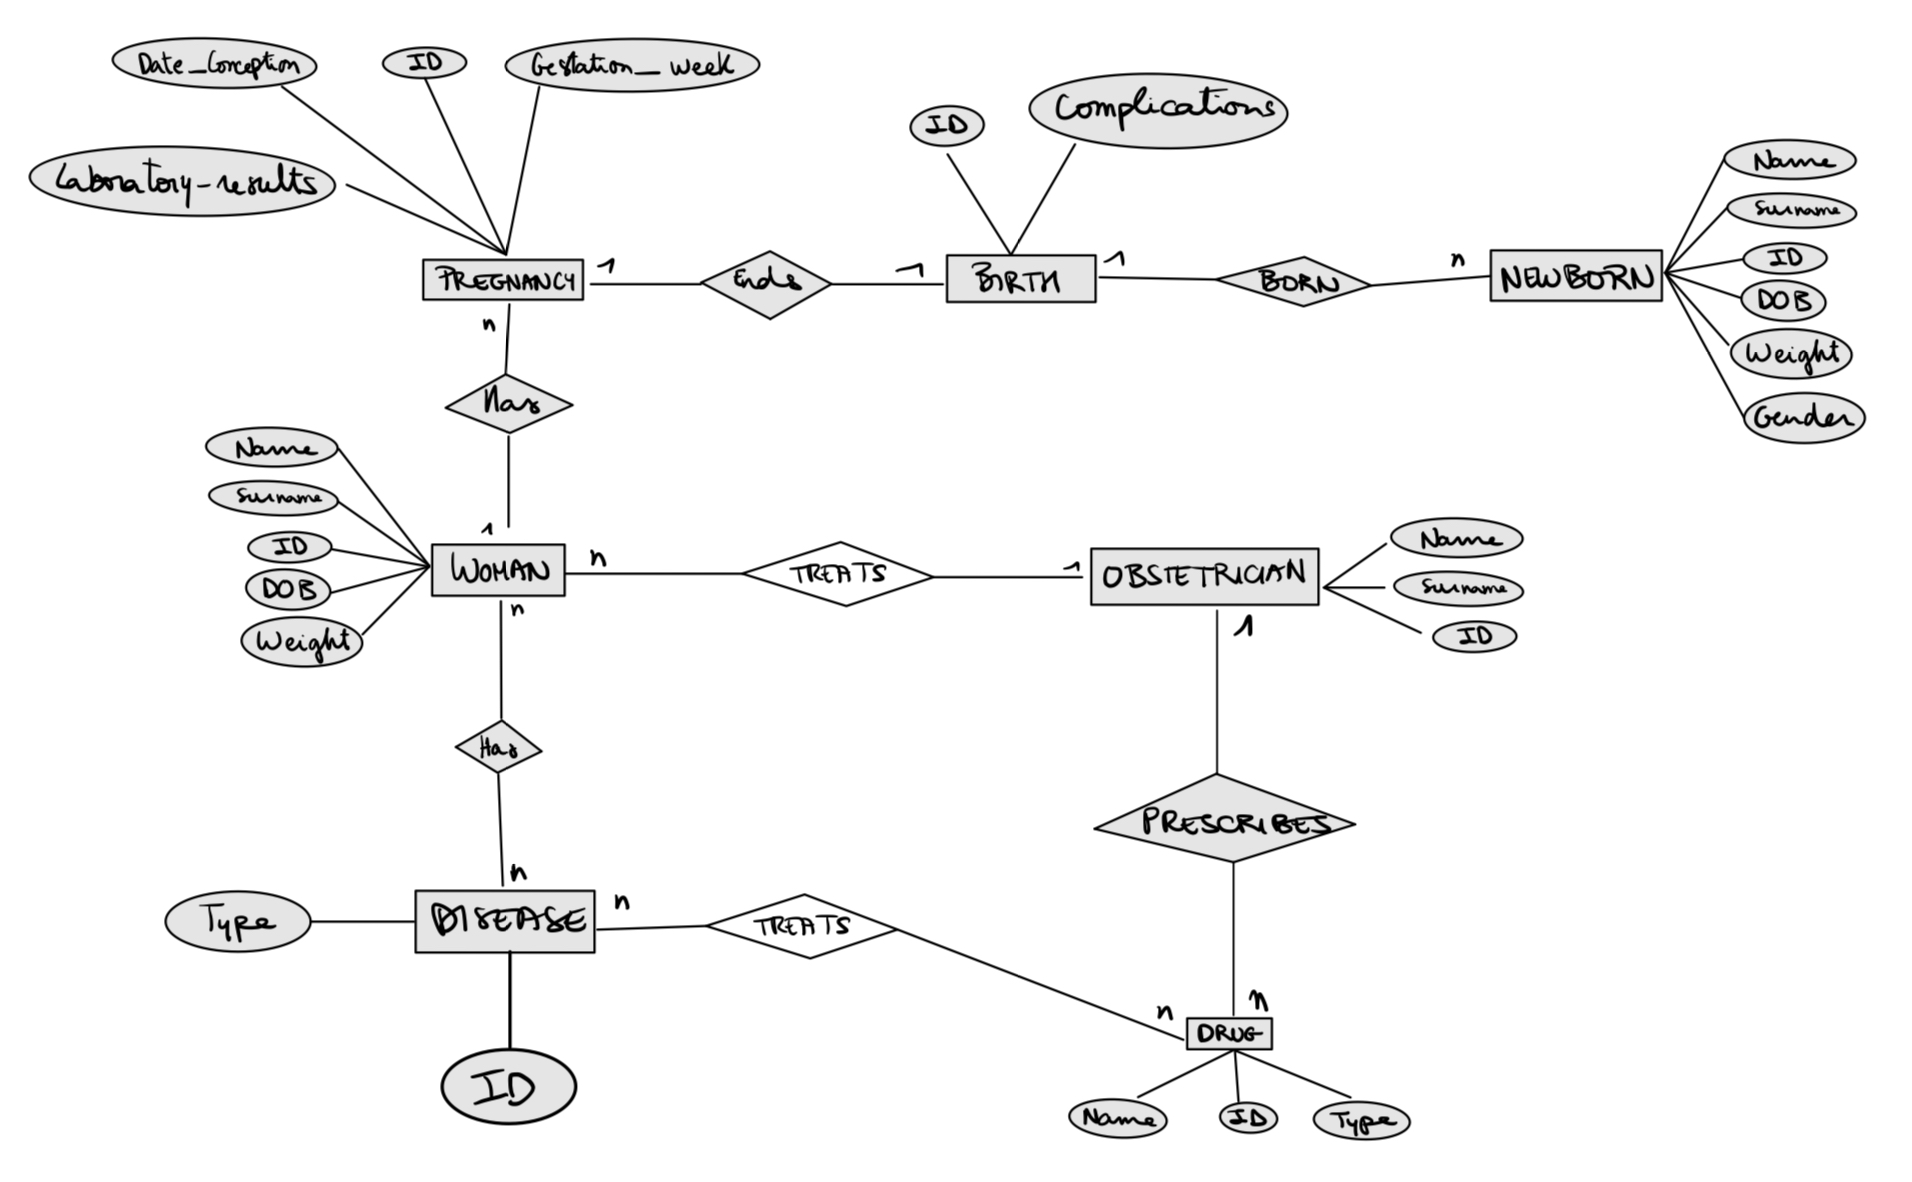 Date_Conception
ID
Gestation_week
Laboratory-results
ID
Complications
Name
Surname
ID
DOB
Weight
Gender
PREGNANCY
1
Ends
1
BIRTH
1
BORN
n
NEWBORN
n
Has
1
Name
Surname
ID
DOB
Weight
WOMAN
n
TREATS
1
OBSTETRICIAN
Name
Surname
ID
n
1
Has
PRESCRIBES
n
Type
DISEASE
n
TREATS
n
n
DRUG
ID
Name
ID
Type